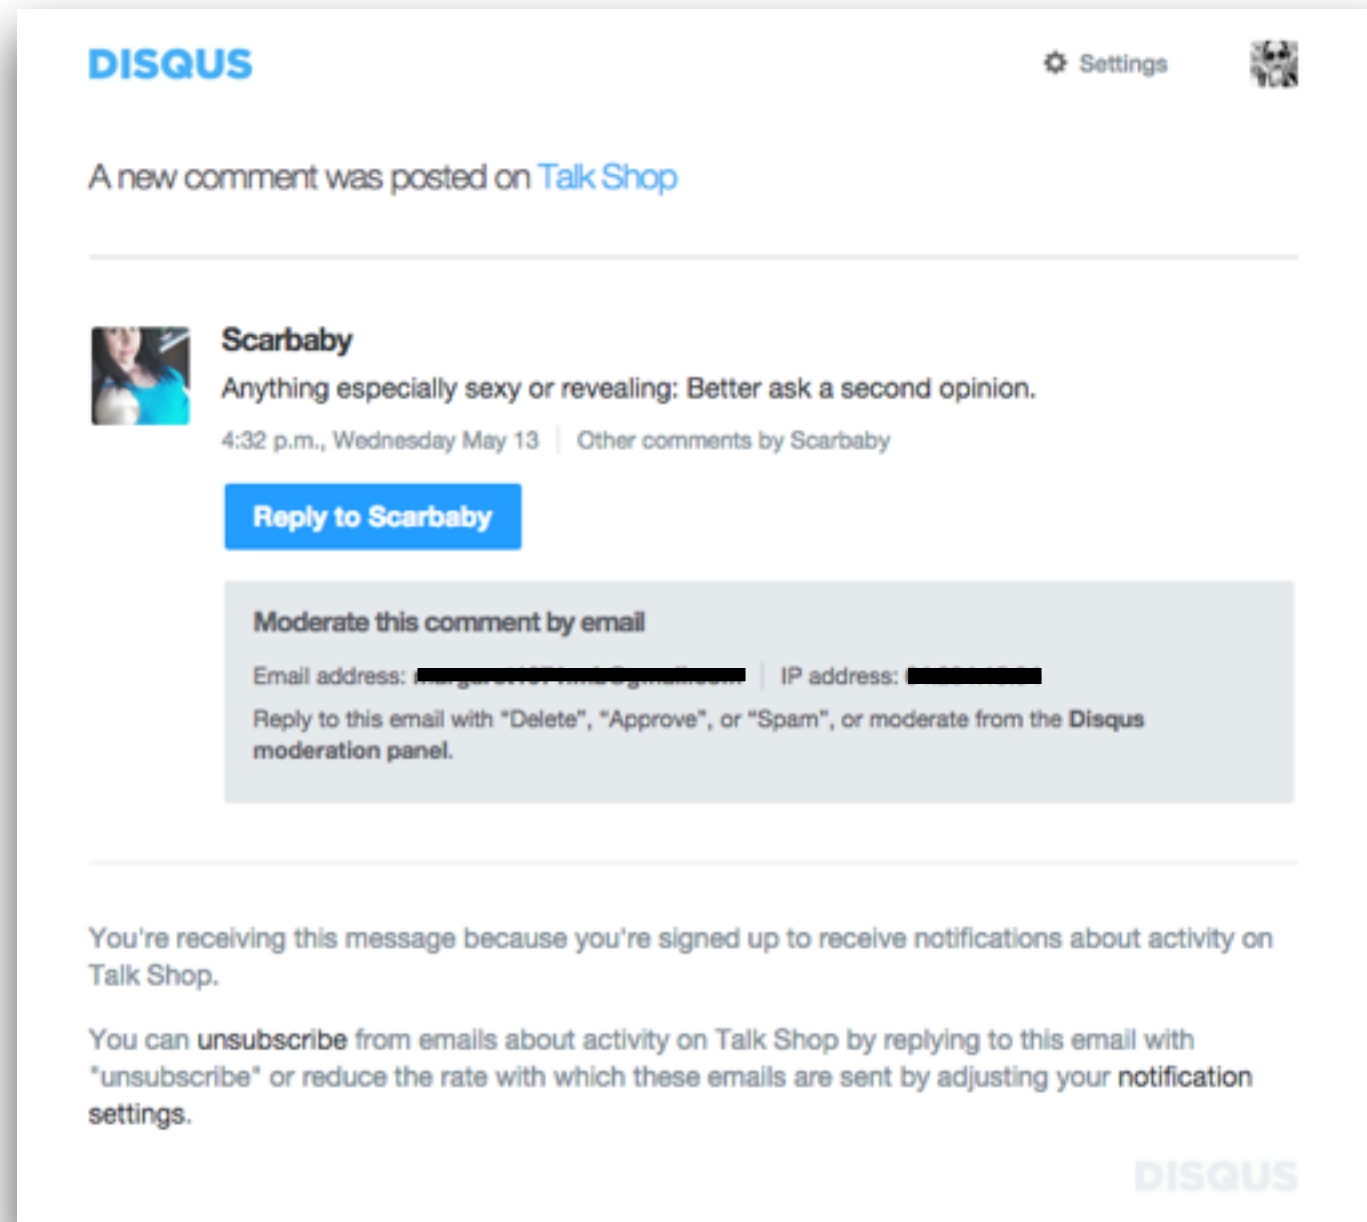 DISQUS
Settings
A new comment was posted on Talk Shop
Scarbaby
Anything especially sexy or revealing: Better ask a second opinion.
4:32 p.m., Wednesday May 13 Other comments by Scarbaby
Reply to Scarbaby
Moderate this comment by email
Email address: IP address:
Reply to this email with "Delete", "Approve", or "Spam", or moderate from the Disqus
moderation panel.
You're receiving this message because you're signed up to receive notifications about activity on
Talk Shop.
You can unsubscribe from emails about activity on Talk Shop by replying to this email with
"unsubscribe" or reduce the rate with which these emails are sent by adjusting your notification
settings.
DISQUS